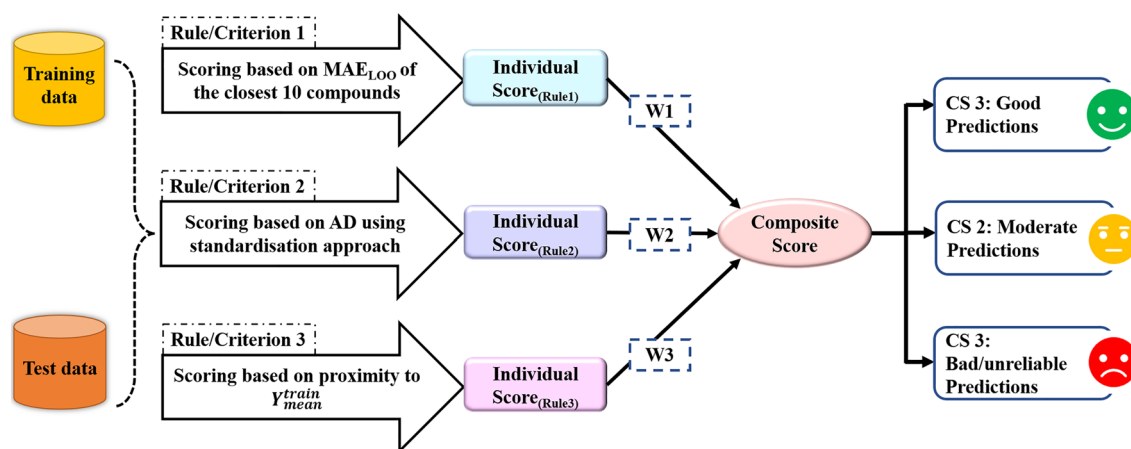 Training
data
Test data
Rule/Criterion 1
Scoring based on MAE_LOO of
the closest 10 compounds
Individual
Score(Rule1)
W1
Rule/Criterion 2
Scoring based on AD using
standardisation approach
Individual
Score(Rule2)
W2
Rule/Criterion 3
Scoring based on proximity to
Y_mean^train
Individual
Score(Rule3)
W3
Composite
Score
CS 3: Good
Predictions
CS 2: Moderate
Predictions
CS 3:
Bad/unreliable
Predictions